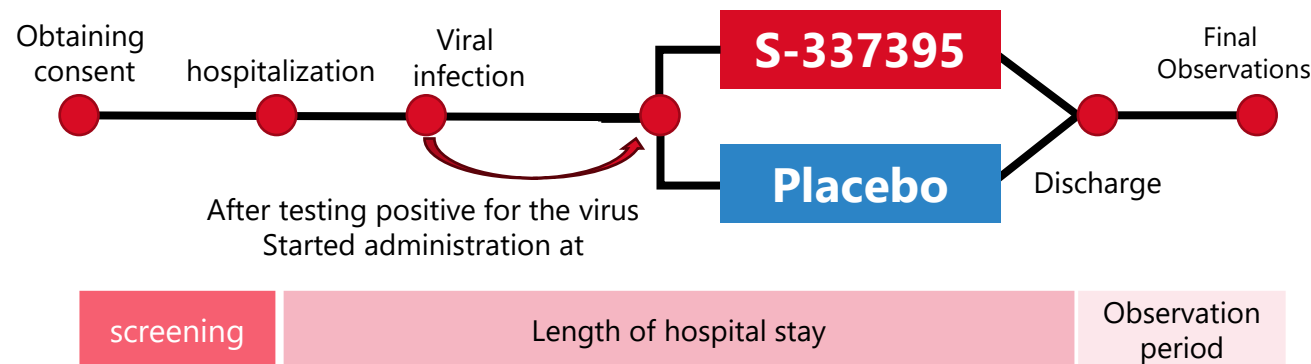 Obtaining
consent
hospitalization
Viral
infection
S-337395
Placebo
Final
Observations
Discharge
After testing positive for the virus
Started administration at
screening
Length of hospital stay
Observation
period